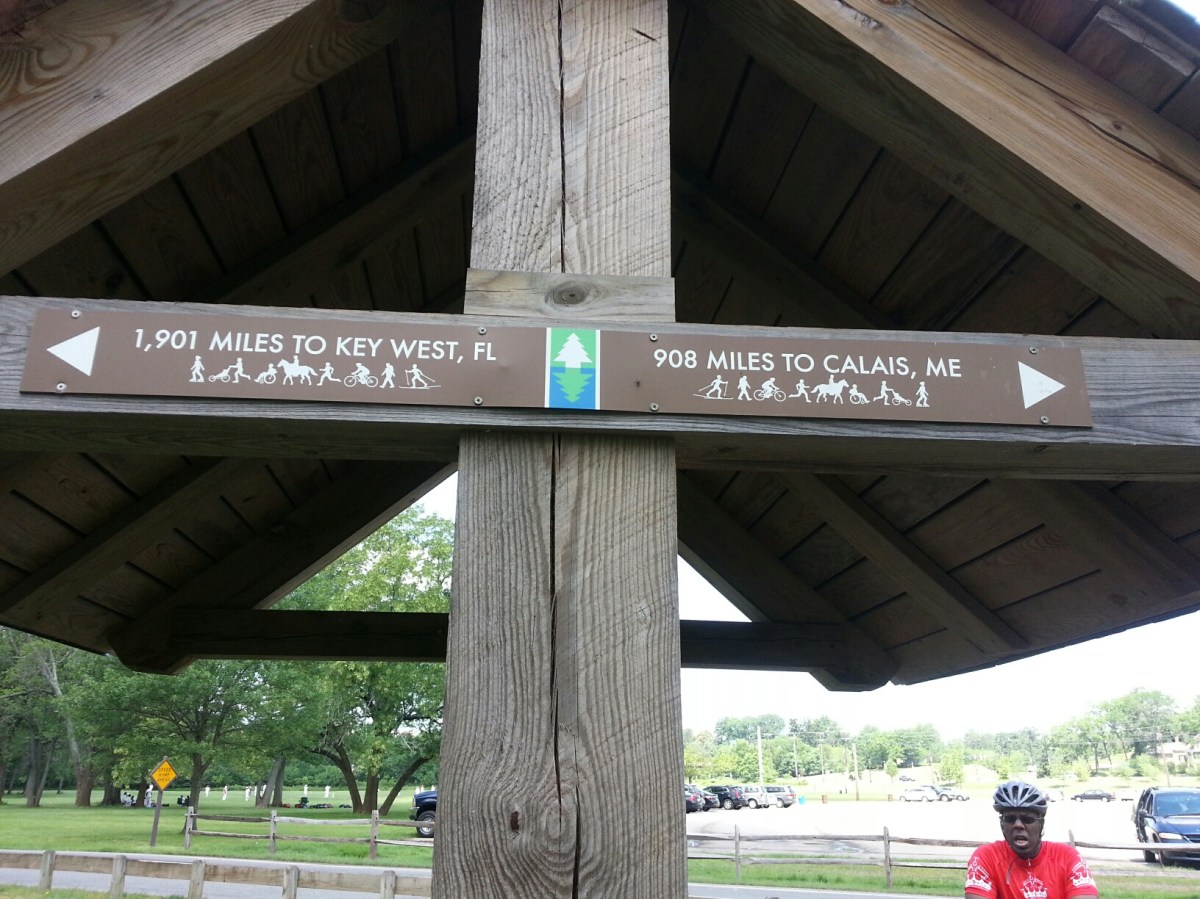 1,901 MILES TO KEY WEST, FL
908 MILES TO CALAIS, ME